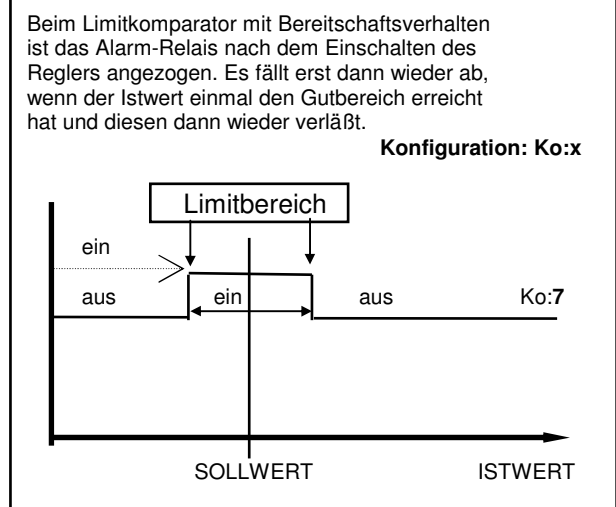 Beim Limitkomparator mit Bereitschaftsverhalten
ist das Alarm-Relais nach dem Einschalten des
Reglers angezogen. Es fällt erst dann wieder ab,
wenn der Istwert einmal den Gutbereich erreicht
hat und diesen dann wieder verläßt.
Konfiguration: Ko:x
Limitbereich
ein
aus ein aus Ko:7
SOLLWERT ISTWERT